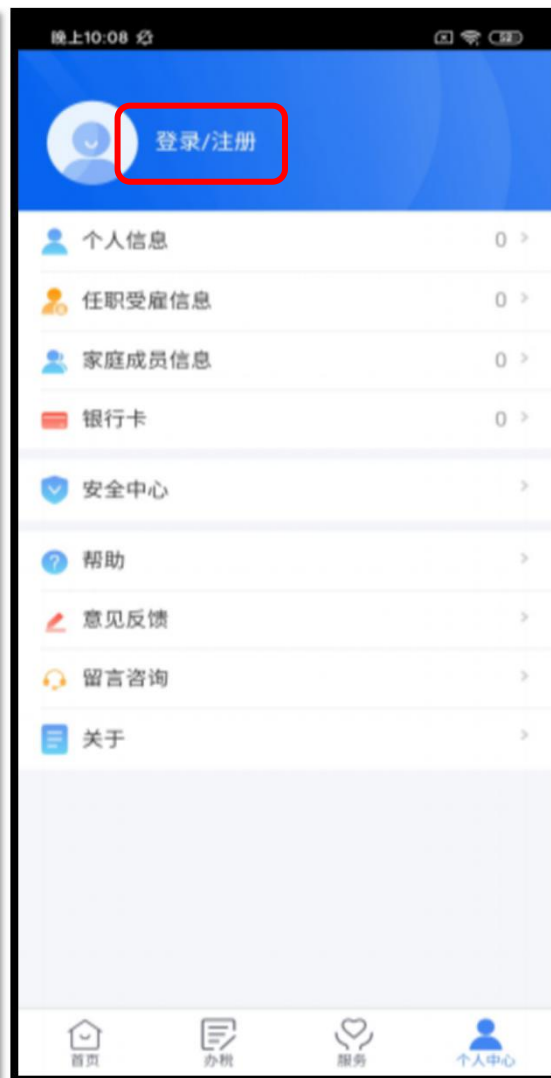 晚上10:08
52
登录/注册
个人信息 0
任职受雇信息 0
家庭成员信息 0
银行卡 0
安全中心
帮助
意见反馈
留言咨询
关于
首页 办税 服务 个人中心